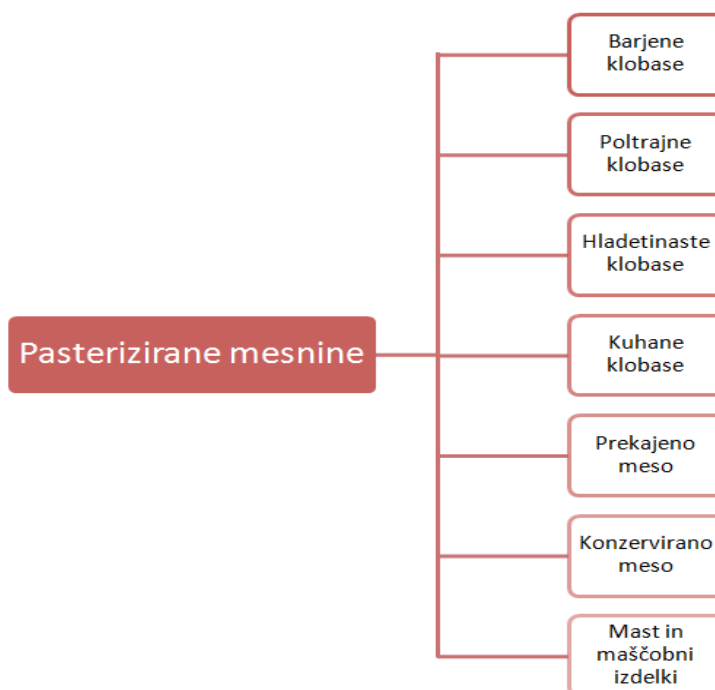 Barjene
klobase
Poltrajne
klobase
Hladetinaste
klobase
Pasterizirane mesnine
Kuhane
klobase
Prekajeno
meso
Konzervirano
meso
Mast in
maščobni
izdelki